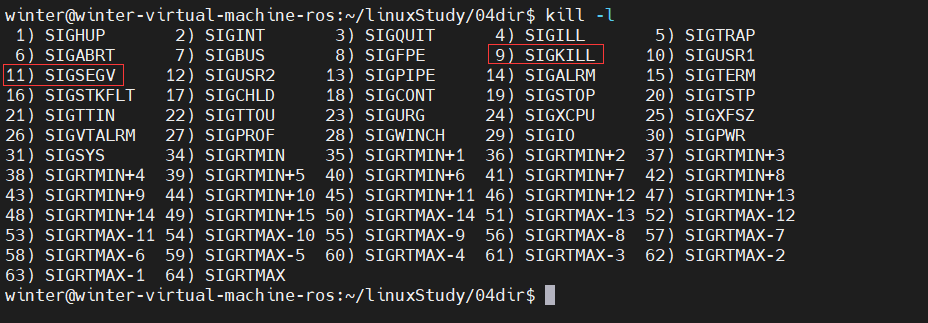 winter@winter-virtual-machine-ros:~/linuxStudy/04dir$ kill -l
 1) SIGHUP       2) SIGINT       3) SIGQUIT      4) SIGILL       5) SIGTRAP
 6) SIGABRT      7) SIGBUS       8) SIGFPE       9) SIGKILL     10) SIGUSR1
11) SIGSEGV     12) SIGUSR2     13) SIGPIPE     14) SIGALRM     15) SIGTERM
16) SIGSTKFLT   17) SIGCHLD     18) SIGCONT     19) SIGSTOP     20) SIGTSTP
21) SIGTTIN     22) SIGTTOU     23) SIGURG      24) SIGXCPU     25) SIGXFSZ
26) SIGVTALRM   27) SIGPROF     28) SIGWINCH    29) SIGIO       30) SIGPWR
31) SIGSYS      34) SIGRTMIN    35) SIGRTMIN+1  36) SIGRTMIN+2  37) SIGRTMIN+3
38) SIGRTMIN+4  39) SIGRTMIN+5  40) SIGRTMIN+6  41) SIGRTMIN+7  42) SIGRTMIN+8
43) SIGRTMIN+9  44) SIGRTMIN+10 45) SIGRTMIN+11 46) SIGRTMIN+12 47) SIGRTMIN+13
48) SIGRTMIN+14 49) SIGRTMIN+15 50) SIGRTMAX-14 51) SIGRTMAX-13 52) SIGRTMAX-12
53) SIGRTMAX-11 54) SIGRTMAX-10 55) SIGRTMAX-9  56) SIGRTMAX-8  57) SIGRTMAX-7
58) SIGRTMAX-6  59) SIGRTMAX-5  60) SIGRTMAX-4  61) SIGRTMAX-3  62) SIGRTMAX-2
63) SIGRTMAX-1  64) SIGRTMAX
winter@winter-virtual-machine-ros:~/linuxStudy/04dir$